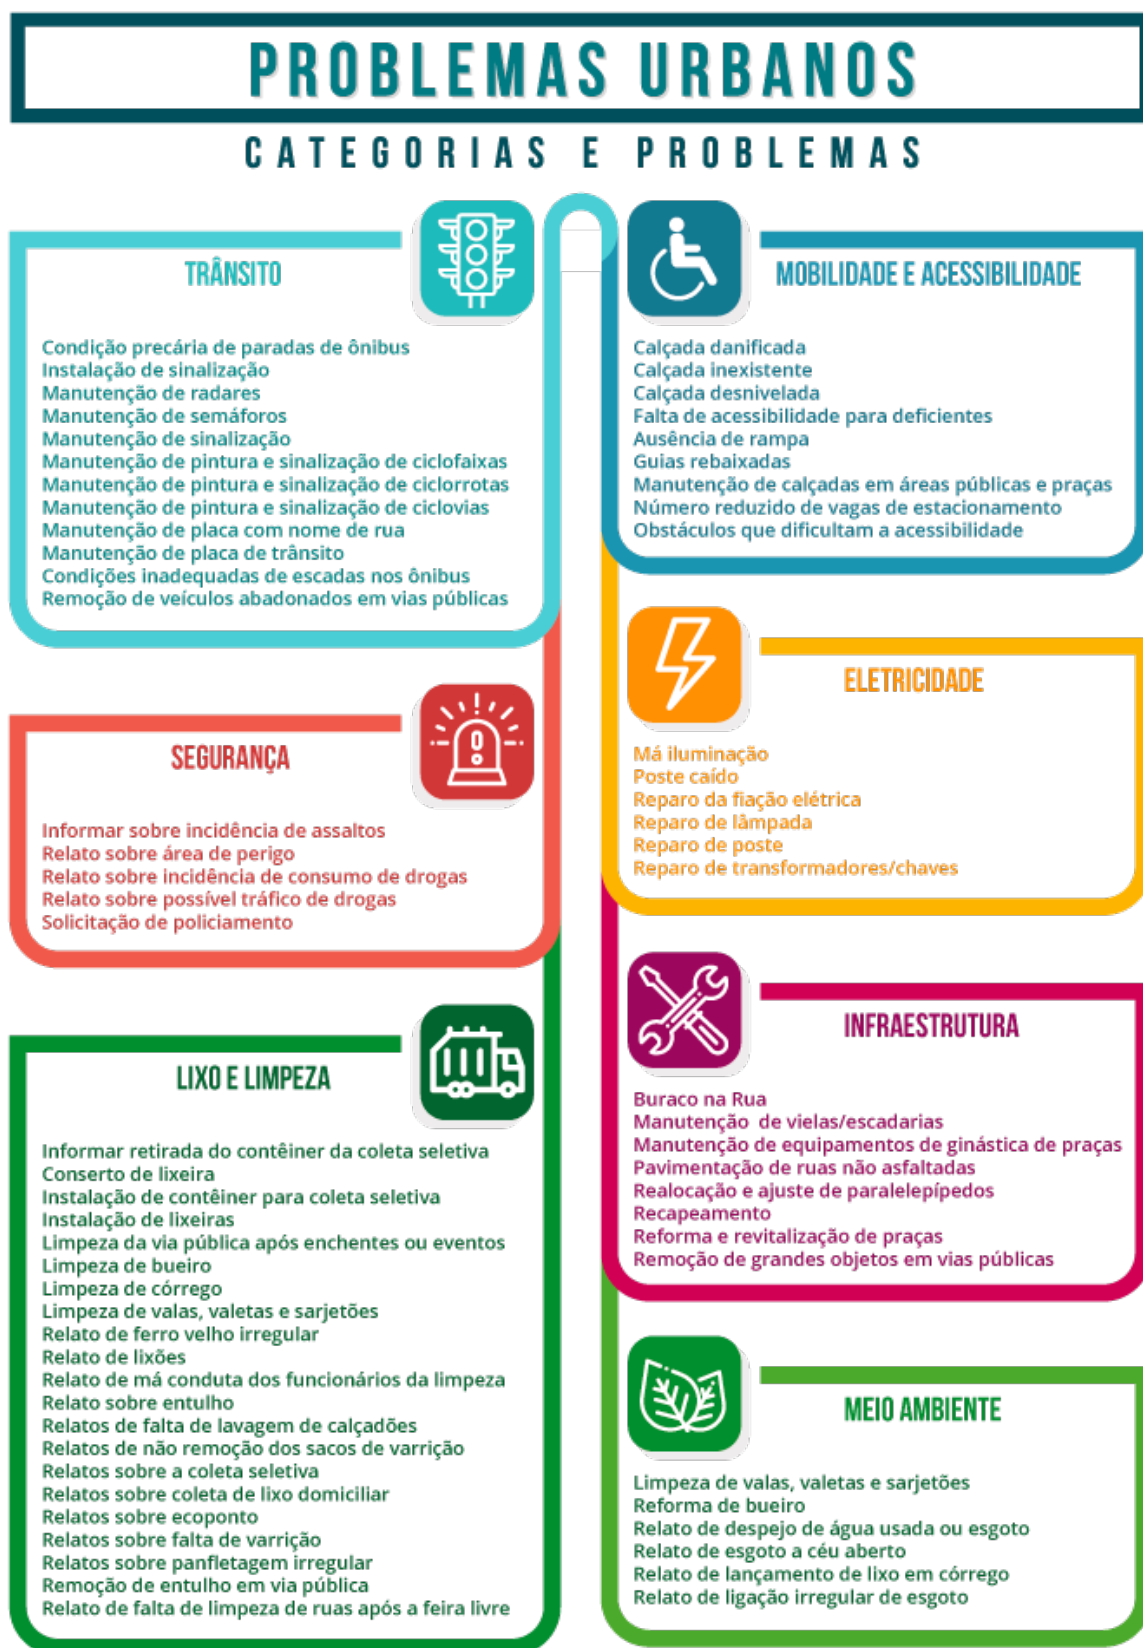 PROBLEMAS URBANOS
CATEGORIAS E PROBLEMAS
TRÂNSITO
Condição precária de paradas de ônibus
Instalação de sinalização
Manutenção de radares
Manutenção de semáforos
Manutenção de sinalização
Manutenção de pintura e sinalização de ciclofaixas
Manutenção de pintura e sinalização de ciclorrotas
Manutenção de pintura e sinalização de ciclovias
Manutenção de placa com nome de rua
Manutenção de placa de trânsito
Condições inadequadas de escadas nos ônibus
Remoção de veículos abadonados em vias públicas
SEGURANÇA
Informar sobre incidência de assaltos
Relato sobre área de perigo
Relato sobre incidência de consumo de drogas
Relato sobre possível tráfico de drogas
Solicitação de policiamento
LIXO E LIMPEZA
Informar retirada do contêiner da coleta seletiva
Conserto de lixeira
Instalação de contêiner para coleta seletiva
Instalação de lixeiras
Limpeza da via pública após enchentes ou eventos
Limpeza de bueiro
Limpeza de córrego
Limpeza de valas, valetas e sarjetões
Relato de ferro velho irregular
Relato de lixões
Relato de má conduta dos funcionários da limpeza
Relato sobre entulho
Relatos de falta de lavagem de calçadões
Relatos de não remoção dos sacos de varrição
Relatos sobre a coleta seletiva
Relatos sobre coleta de lixo domiciliar
Relatos sobre ecoponto
Relatos sobre falta de varrição
Relatos sobre panfletagem irregular
Remoção de entulho em via pública
Relato de falta de limpeza de ruas após a feira livre
MOBILIDADE E ACESSIBILIDADE
Calçada danificada
Calçada inexistente
Calçada desnivelada
Falta de acessibilidade para deficientes
Ausência de rampa
Guias rebaixadas
Manutenção de calçadas em áreas públicas e praças
Número reduzido de vagas de estacionamento
Obstáculos que dificultam a acessibilidade
ELETRICIDADE
Má iluminação
Poste caído
Reparo da fiação elétrica
Reparo de lâmpada
Reparo de poste
Reparo de transformadores/chaves
INFRAESTRUTURA
Buraco na Rua
Manutenção de vielas/escadarias
Manutenção de equipamentos de ginástica de praças
Pavimentação de ruas não asfaltadas
Realocação e ajuste de paralelepípedos
Recapeamento
Reforma e revitalização de praças
Remoção de grandes objetos em vias públicas
MEIO AMBIENTE
Limpeza de valas, valetas e sarjetões
Reforma de bueiro
Relato de despejo de água usada ou esgoto
Relato de esgoto a céu aberto
Relato de lançamento de lixo em córrego
Relato de ligação irregular de esgoto